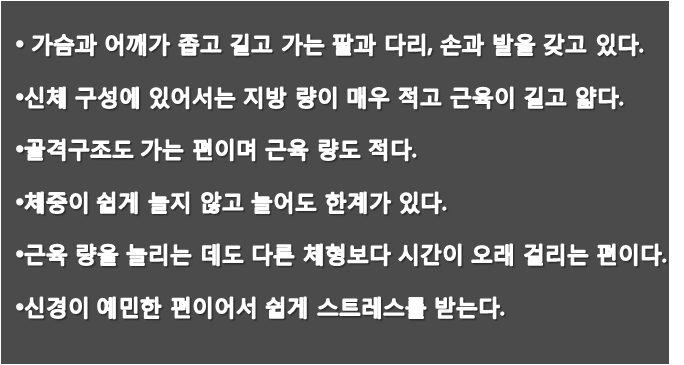 • 가슴과 어깨가 좁고 길고 가는 팔과 다리, 손과 발을 갖고 있다.
•신체 구성에 있어서는 지방 량이 매우 적고 근육이 길고 얇다.
•골격구조도 가는 편이며 근육 량도 적다.
•체중이 쉽게 늘지 않고 늘어도 한계가 있다.
•근육 량을 늘리는 데도 다른 체형보다 시간이 오래 걸리는 편이다.
•신경이 예민한 편이어서 쉽게 스트레스를 받는다.